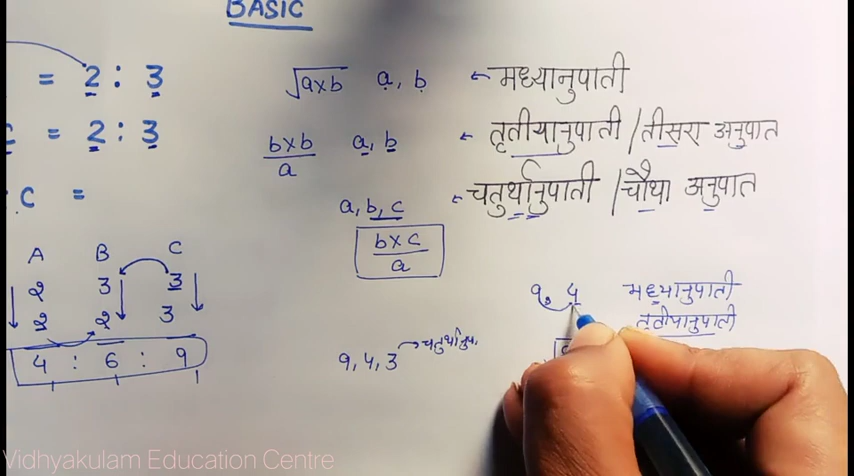 BASIC
= 2 : 3
√a×b a, b ← मध्यानुपाती
C = 2 : 3
b×b/a a, b ← तृतीयानुपाती / तीसरा अनुपात
: C =
a, b, c ← चतुर्थानुपाती / चौथा अनुपात
b×c/a
A B C
2 3 3
2 2 3
4 : 6 : 9
9, 4 मध्यानुपाती
तृतीयानुपाती
9, 4, 3 → चतुर्थानुपा.
Vidhyakulam Education Centre